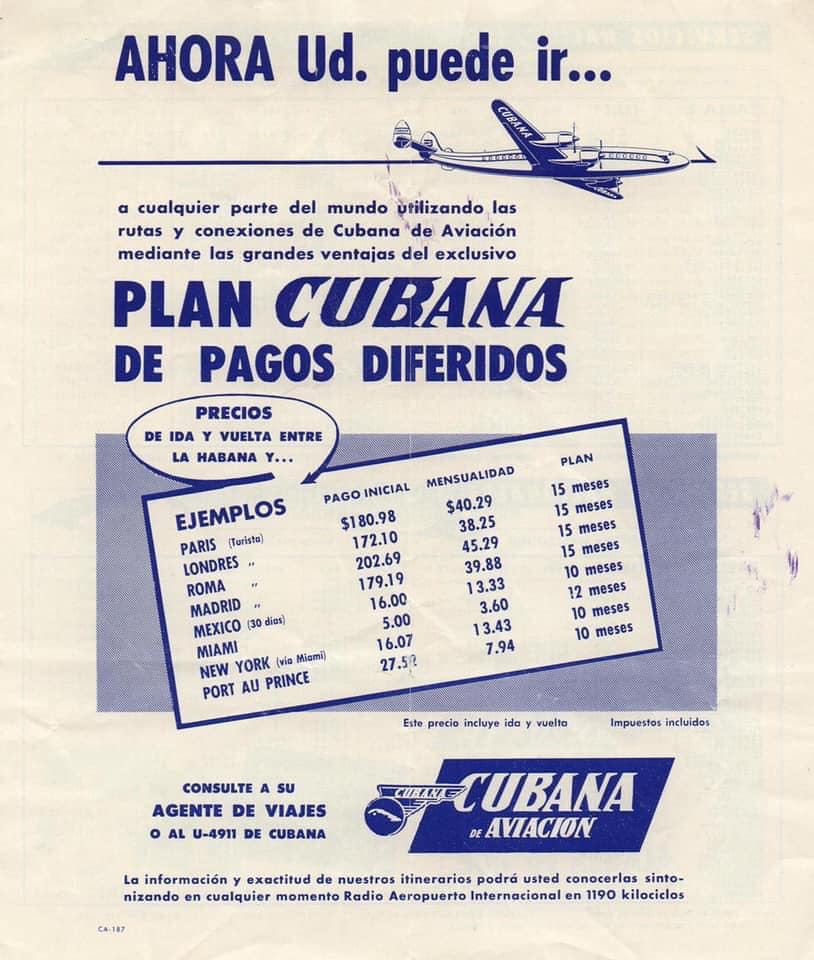 AHORA Ud. puede ir...
CUBANA
a cualquier parte del mundo utilizando las
rutas y conexiones de Cubana de Aviación
mediante las grandes ventajas del exclusivo
PLAN CUBANA
DE PAGOS DIFERIDOS
PRECIOS
DE IDA Y VUELTA ENTRE
LA HABANA Y...
EJEMPLOS PAGO INICIAL MENSUALIDAD PLAN
PARIS (Turista) $180.98 $40.29 15 meses
LONDRES „ 172.10 38.25 15 meses
ROMA „ 202.69 45.29 15 meses
MADRID „ 179.19 39.88 15 meses
MEXICO (30 dias) 16.00 13.33 10 meses
MIAMI 5.00 3.60 12 meses
NEW YORK (via Miami) 16.07 13.43 10 meses
PORT AU PRINCE 7.94 10 meses
Este precio incluye ida y vuelta Impuestos incluidos
CONSULTE A SU
AGENTE DE VIAJES
O AL U-4911 DE CUBANA
CUBANA
CUBANA
DE AVIACION
La información y exactitud de nuestros itinerarios podrá usted conocerlas sinto-
nizando en cualquier momento Radio Aeropuerto Internacional en 1190 kilociclos
CA-187